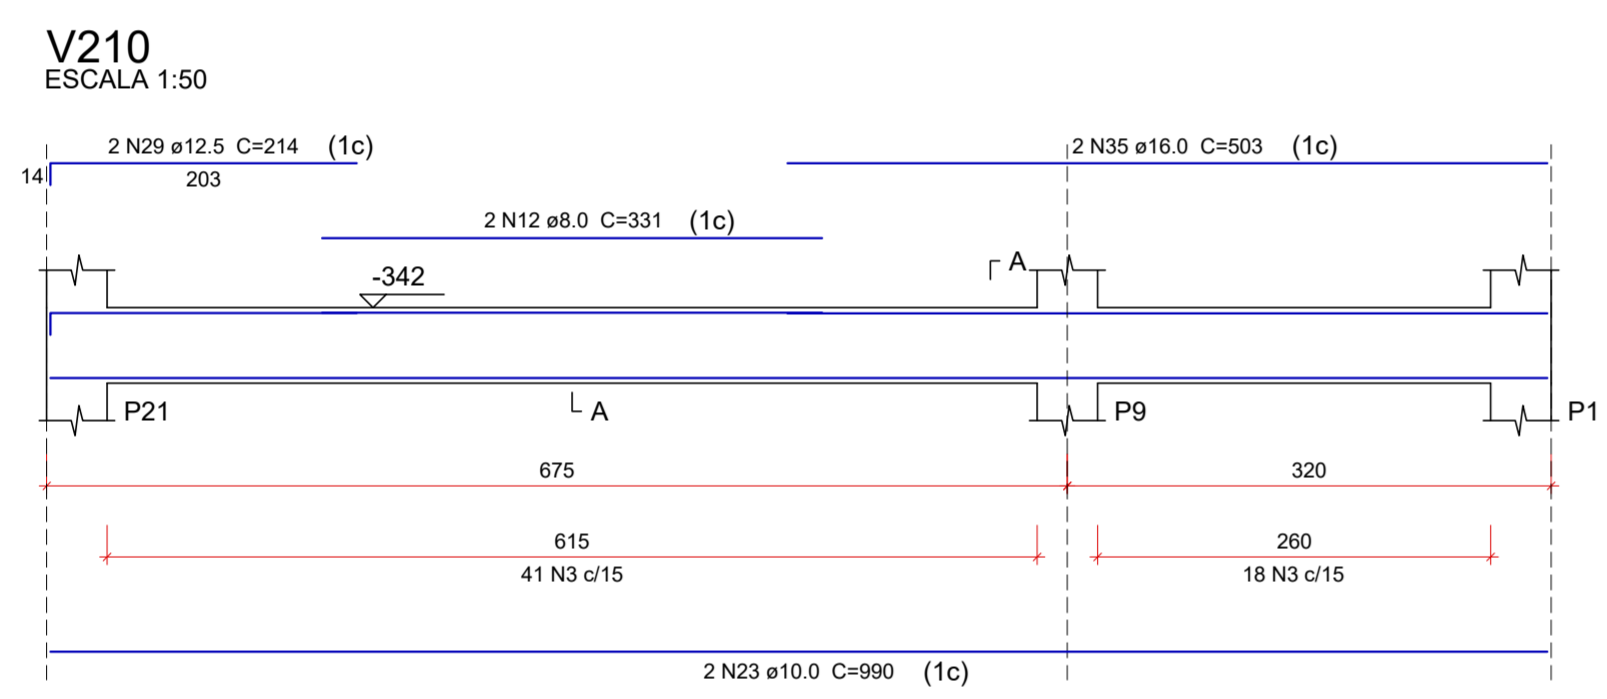 V210
ESCALA 1:50
2 N29 ø12.5 C=214 (1c)
2 N35 ø16.0 C=503 (1c)
14
203
2 N12 ø8.0 C=331 (1c)
A
-342
P21
A
P9
P1
675
320
615
260
41 N3 c/15
18 N3 c/15
2 N23 ø10.0 C=990 (1c)